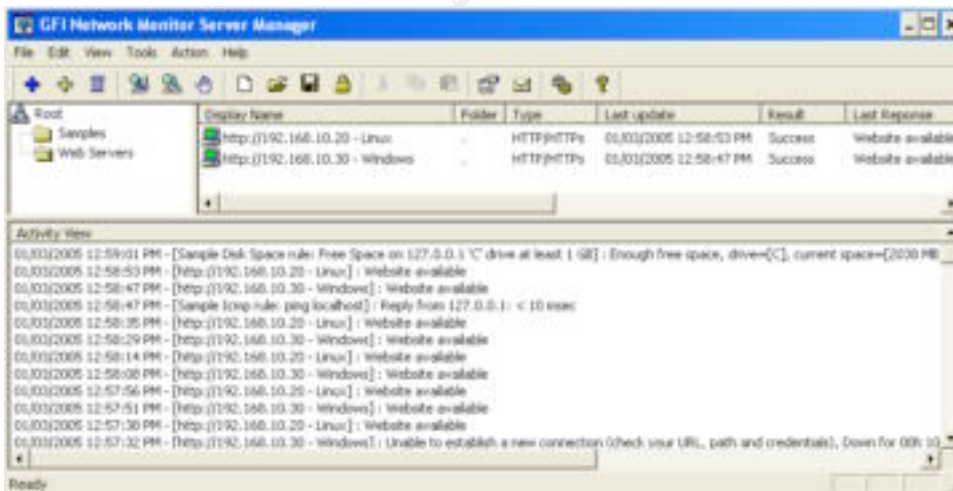 GFI Network Monitor Server Manager
File Edit View Tools Action Help
Root
Samples
Web Servers
Display Name Folder Type Last update Result Last Reponse
http://192.168.10.20 - Linux . HTTP/HTTPs 01/03/2005 12:58:53 PM Success Website available
http://192.168.10.30 - Windows . HTTP/HTTPs 01/03/2005 12:58:47 PM Success Website available
Activity View
01/03/2005 12:59:01 PM - [Sample Disk Space rule: Free Space on 127.0.0.1 'C' drive at least 1 GB] : Enough free space, drive=[C], current space=[2030 MB
01/03/2005 12:58:53 PM - [http://192.168.10.20 - Linux] : Website available
01/03/2005 12:58:47 PM - [http://192.168.10.30 - Windows] : Website available
01/03/2005 12:58:47 PM - [Sample Icmp rule: ping localhost] : Reply from 127.0.0.1: < 10 msec
01/03/2005 12:58:35 PM - [http://192.168.10.20 - Linux] : Website available
01/03/2005 12:58:29 PM - [http://192.168.10.30 - Windows] : Website available
01/03/2005 12:58:14 PM - [http://192.168.10.20 - Linux] : Website available
01/03/2005 12:58:08 PM - [http://192.168.10.30 - Windows] : Website available
01/03/2005 12:57:56 PM - [http://192.168.10.20 - Linux] : Website available
01/03/2005 12:57:51 PM - [http://192.168.10.30 - Windows] : Website available
01/03/2005 12:57:38 PM - [http://192.168.10.20 - Linux] : Website available
01/03/2005 12:57:32 PM - [http://192.168.10.30 - Windows] : Unable to establish a new connection (check your URL, path and credentials), Down for 00h 10
Ready